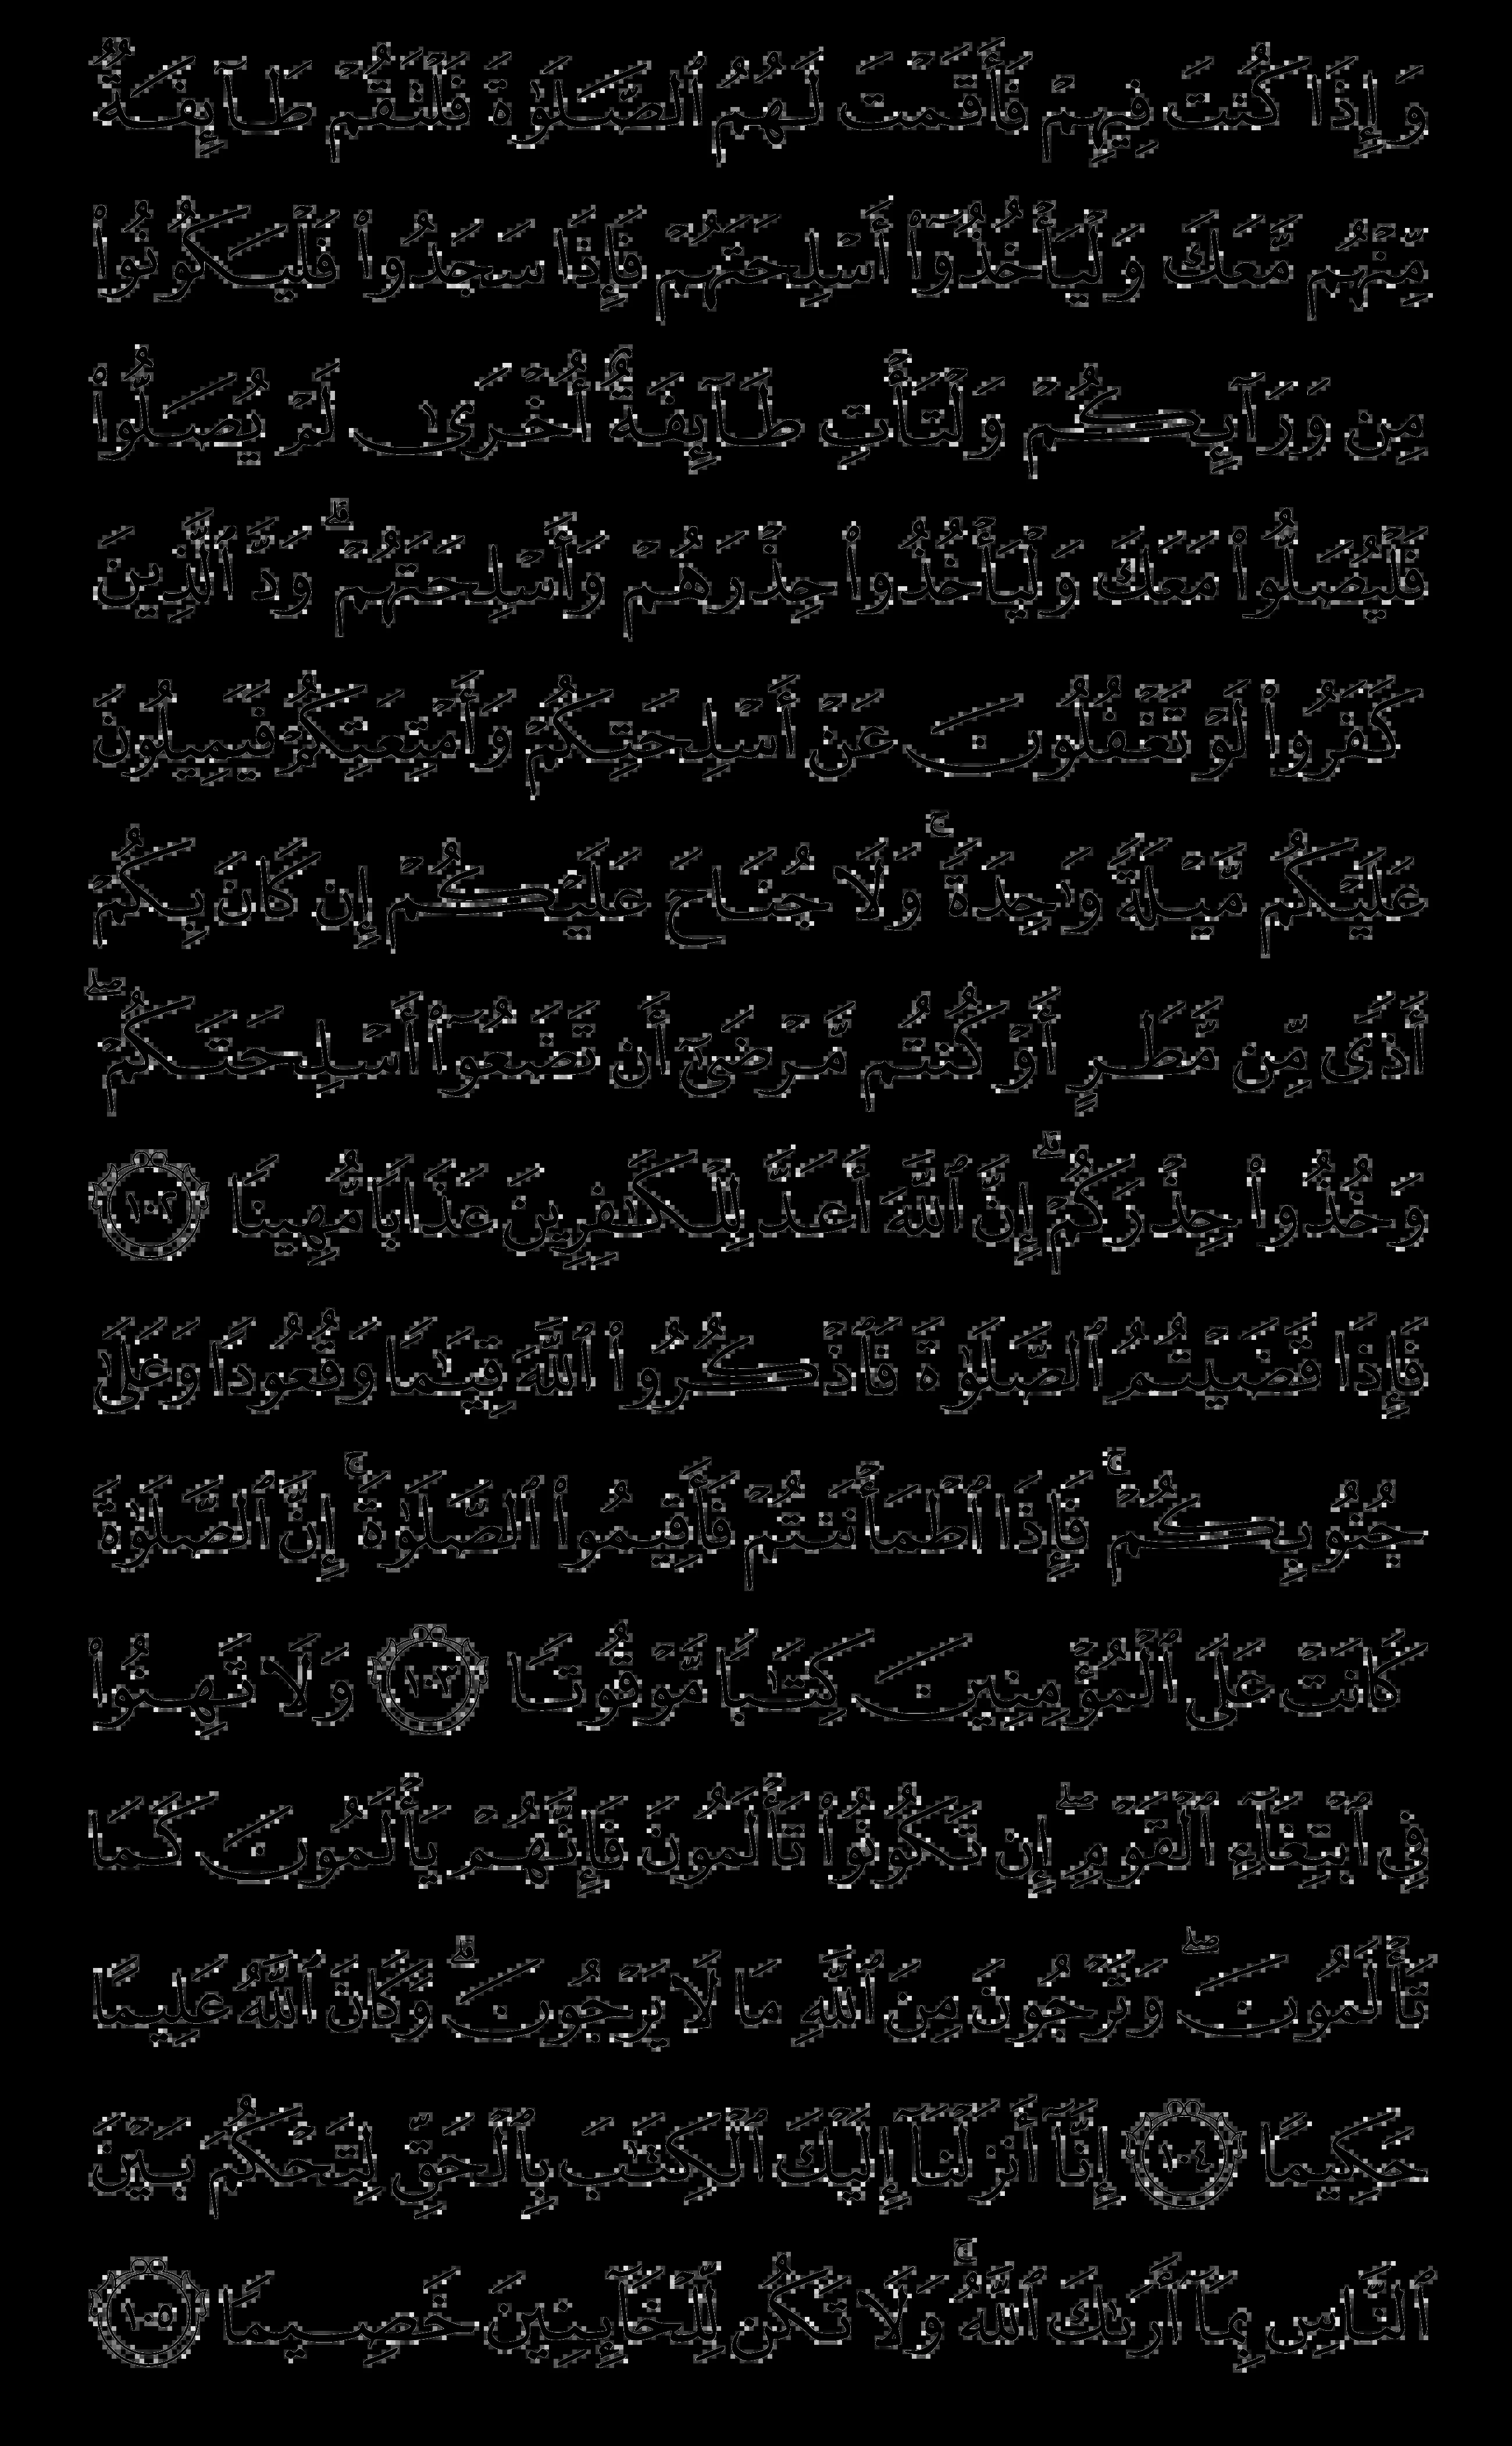 وَإِذَا كُنتَ فِيهِمْ فَأَقَمْتَ لَهُمُ ٱلصَّلَوٰةَ فَلْتَقُمْ طَآئِفَةٌ
مِّنْهُم مَّعَكَ وَلْيَأْخُذُوٓا۟ أَسْلِحَتَهُمْ فَإِذَا سَجَدُوا۟ فَلْيَكُونُوا۟
مِن وَرَآئِكُمْ وَلْتَأْتِ طَآئِفَةٌ أُخْرَىٰ لَمْ يُصَلُّوا۟
فَلْيُصَلُّوا۟ مَعَكَ وَلْيَأْخُذُوا۟ حِذْرَهُمْ وَأَسْلِحَتَهُمْ ۗ وَدَّ ٱلَّذِينَ
كَفَرُوا۟ لَوْ تَغْفُلُونَ عَنْ أَسْلِحَتِكُمْ وَأَمْتِعَتِكُمْ فَيَمِيلُونَ
عَلَيْكُم مَّيْلَةً وَٰحِدَةً ۚ وَلَا جُنَاحَ عَلَيْكُمْ إِن كَانَ بِكُمْ
أَذًى مِّن مَّطَرٍ أَوْ كُنتُم مَّرْضَىٰٓ أَن تَضَعُوٓا۟ أَسْلِحَتَكُمْ ۖ
وَخُذُوا۟ حِذْرَكُمْ ۗ إِنَّ ٱللَّهَ أَعَدَّ لِلْكَٰفِرِينَ عَذَابًا مُّهِينًا ١٠٢
فَإِذَا قَضَيْتُمُ ٱلصَّلَوٰةَ فَٱذْكُرُوا۟ ٱللَّهَ قِيَٰمًا وَقُعُودًا وَعَلَىٰ
جُنُوبِكُمْ ۚ فَإِذَا ٱطْمَأْنَنتُمْ فَأَقِيمُوا۟ ٱلصَّلَوٰةَ ۚ إِنَّ ٱلصَّلَوٰةَ
كَانَتْ عَلَى ٱلْمُؤْمِنِينَ كِتَٰبًا مَّوْقُوتًا ١٠٣ وَلَا تَهِنُوا۟
فِى ٱبْتِغَآءِ ٱلْقَوْمِ ۖ إِن تَكُونُوا۟ تَأْلَمُونَ فَإِنَّهُمْ يَأْلَمُونَ كَمَا
تَأْلَمُونَ ۖ وَتَرْجُونَ مِنَ ٱللَّهِ مَا لَا يَرْجُونَ ۗ وَكَانَ ٱللَّهُ عَلِيمًا
حَكِيمًا ١٠٤ إِنَّآ أَنزَلْنَآ إِلَيْكَ ٱلْكِتَٰبَ بِٱلْحَقِّ لِتَحْكُمَ بَيْنَ
ٱلنَّاسِ بِمَآ أَرَىٰكَ ٱللَّهُ ۚ وَلَا تَكُن لِّلْخَآئِنِينَ خَصِيمًا ١٠٥